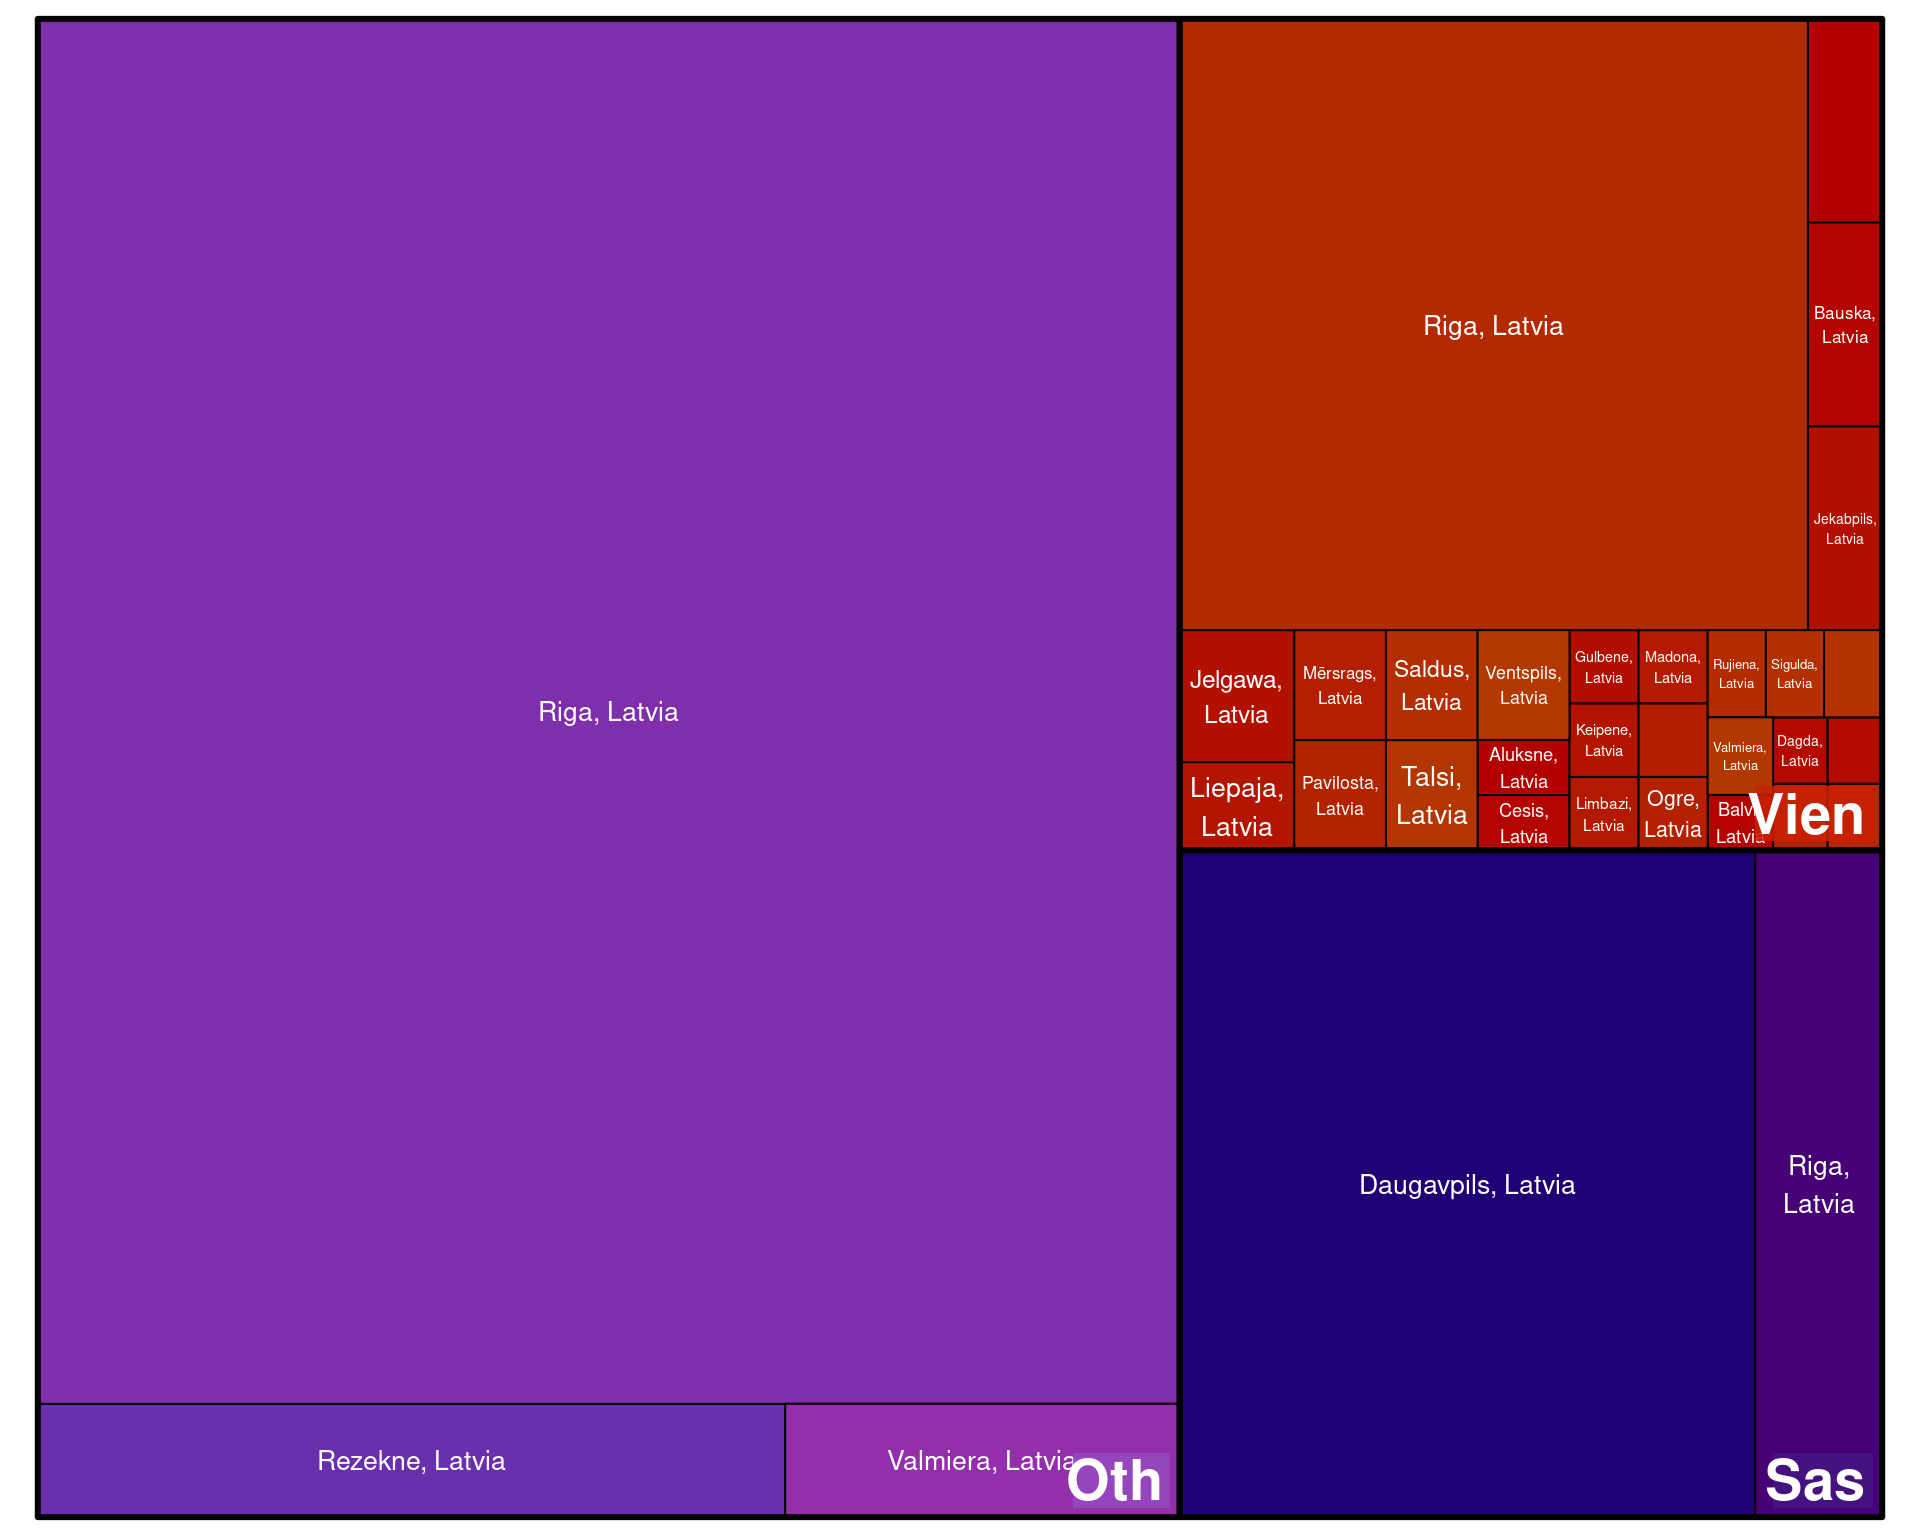 Riga, Latvia
Rezekne, Latvia
Valmiera, Latvia
Oth
Riga, Latvia
Bauska,
Latvia
Jekabpils,
Latvia
Jelgawa,
Latvia
Liepaja,
Latvia
Mērsrags,
Latvia
Pavilosta,
Latvia
Saldus,
Latvia
Talsi,
Latvia
Ventspils,
Latvia
Aluksne,
Latvia
Cesis,
Latvia
Gulbene,
Latvia
Keipene,
Latvia
Limbazi,
Latvia
Madona,
Latvia
Ogre,
Latvia
Rujiena,
Latvia
Sigulda,
Latvia
Valmiera,
Latvia
Dagda,
Latvia
Latvia
Vien
Daugavpils, Latvia
Riga,
Latvia
Sas